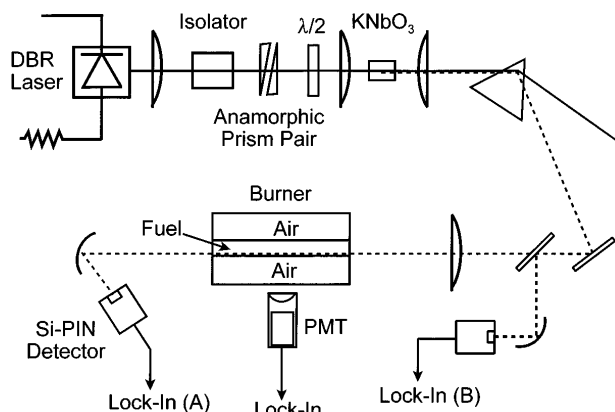 Isolator
λ/2
KNbO₃
DBR
Laser
Anamorphic
Prism Pair
Burner
Fuel
Air
Air
Si-PIN
Detector
PMT
Lock-In (A)
Lock-In
Lock-In (B)